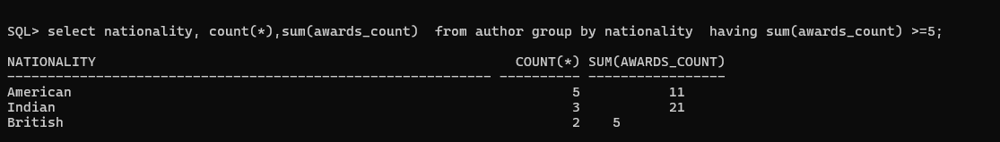 SQL> select nationality, count(*),sum(awards_count)  from author group by nationality  having sum(awards_count) >=5;
NATIONALITY                                                    COUNT(*) SUM(AWARDS_COUNT)
------------------------------------------------------------ ---------- -----------------
American                                                              5           11
Indian                                                                3           21
British                                                               2    5